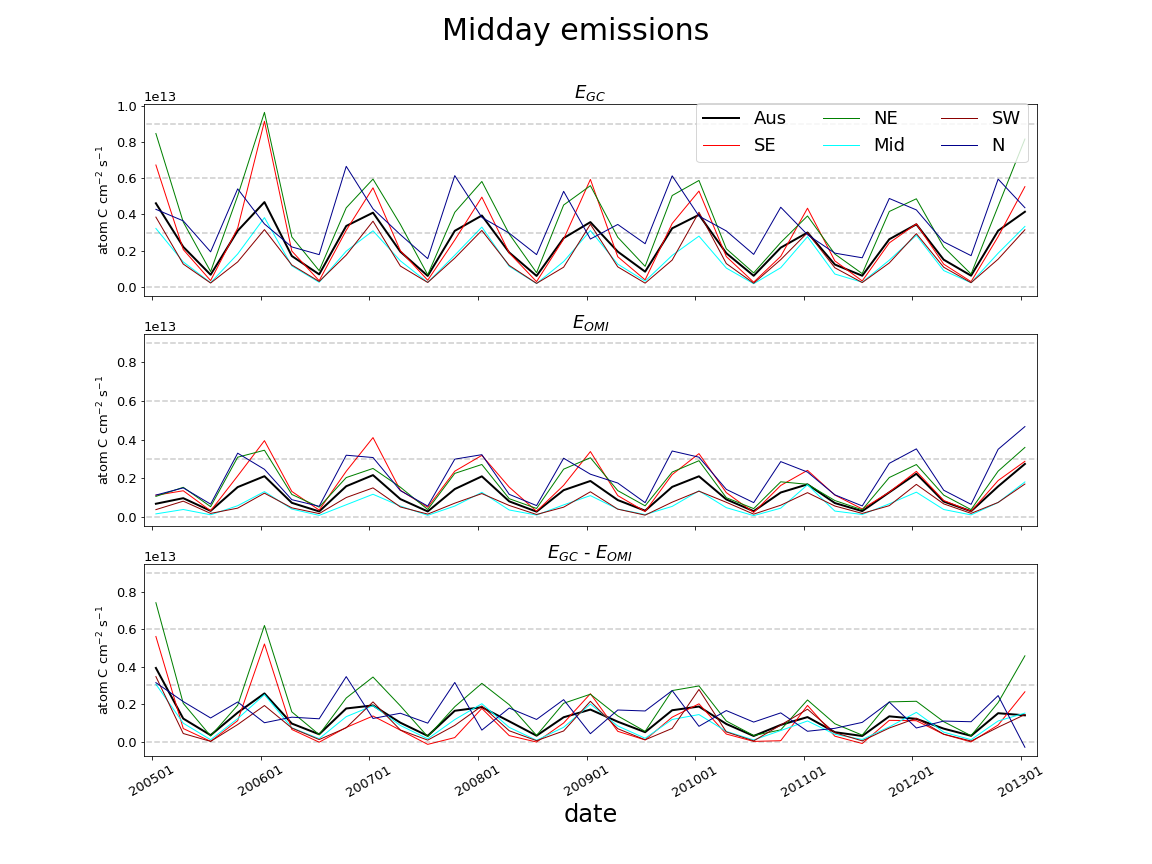 Midday emissions
1e13
E_GC
1.0
0.8
0.6
0.4
0.2
0.0
atom C cm⁻² s⁻¹
Aus NE SW
SE Mid N
1e13
E_OMI
0.8
0.6
0.4
0.2
0.0
atom C cm⁻² s⁻¹
1e13
E_GC - E_OMI
0.8
0.6
0.4
0.2
0.0
atom C cm⁻² s⁻¹
200501 200601 200701 200801 200901 201001 201101 201201 201301
date